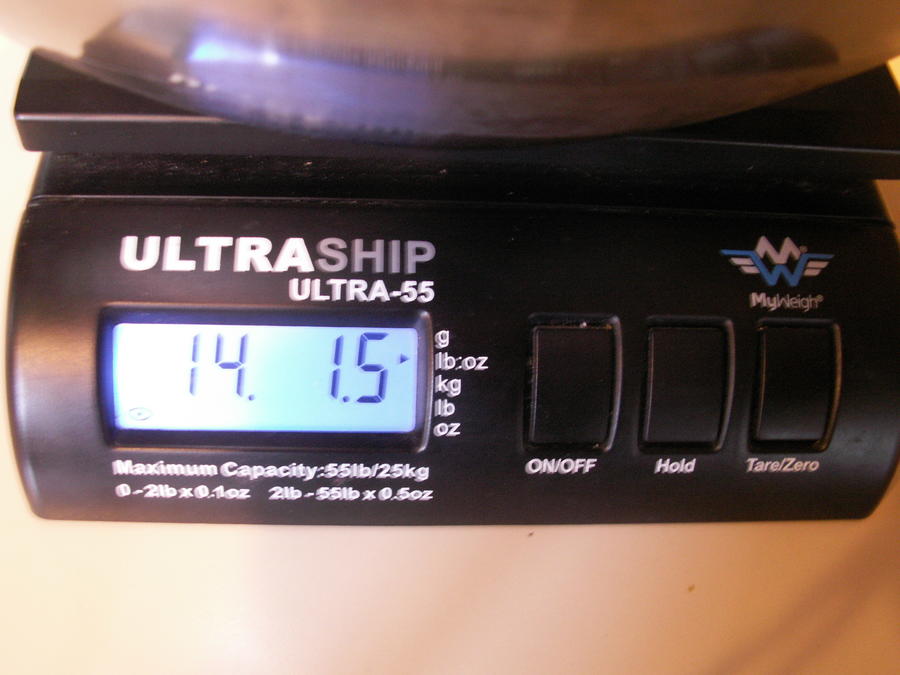 ULTRASHIP
ULTRA-55
MyWeigh®
14. 1.5
g
lb:oz
kg
lb
oz
Maximum Capacity:55lb/25kg
0-2lb x 0.1oz 2lb - 55lb x 0.5oz
ON/OFF
Hold
Tare/Zero